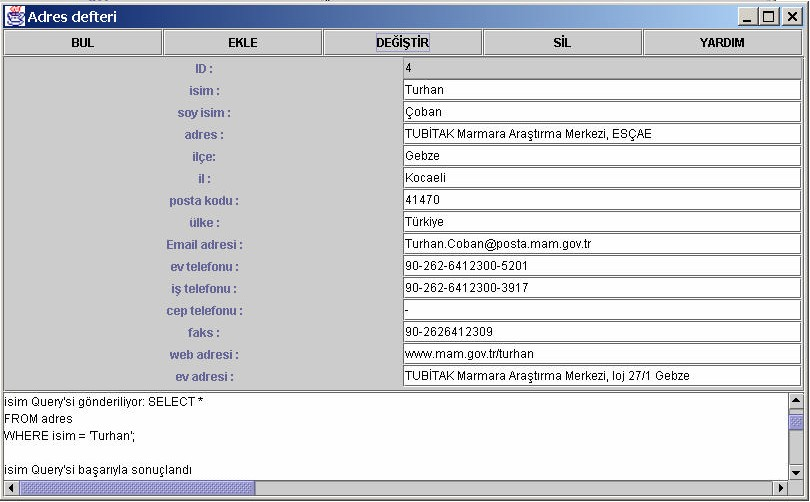 Adres defteri
BUL EKLE DEĞİŞTİR SİL YARDIM
ID : 4
isim : Turhan
soy isim : Çoban
adres : TUBİTAK Marmara Araştırma Merkezi, ESÇAE
ilçe: Gebze
il : Kocaeli
posta kodu : 41470
ülke : Türkiye
Email adresi : Turhan.Coban@posta.mam.gov.tr
ev telefonu : 90-262-6412300-5201
iş telefonu : 90-262-6412300-3917
cep telefonu : -
faks : 90-2626412309
web adresi : www.mam.gov.tr/turhan
ev adresi : TUBİTAK Marmara Araştırma Merkezi, loj 27/1 Gebze
isim Query'si gönderiliyor: SELECT *
FROM adres
WHERE isim = 'Turhan';
isim Query'si başarıyla sonuçlandı